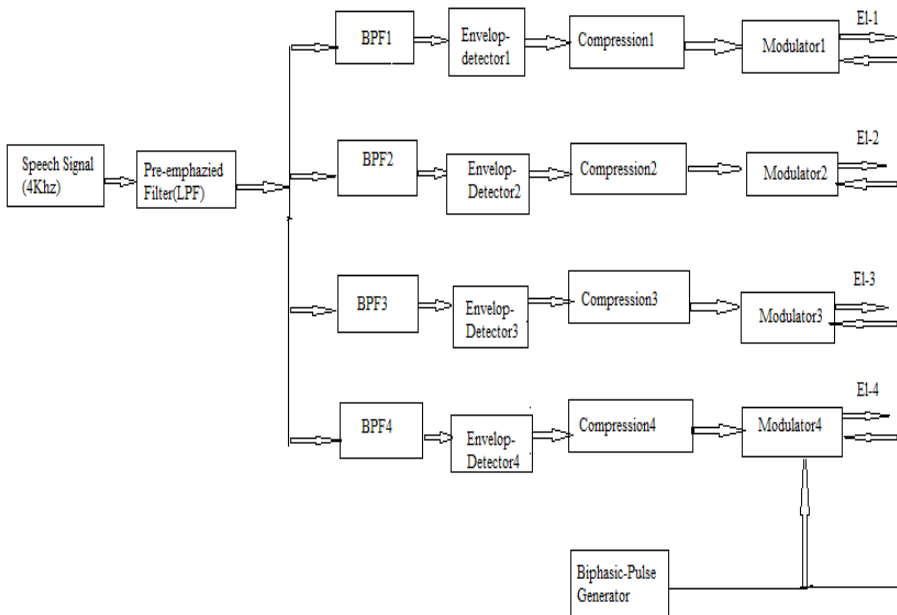 Speech Signal
(4Khz)
Pre-emphazied
Filter(LPF)
BPF1
Envelop-
detector1
Compression1
Modulator1
El-1
BPF2
Envelop-
Detector2
Compression2
Modulator2
El-2
BPF3
Envelop-
Detector3
Compression3
Modulator3
El-3
BPF4
Envelop-
Detector4
Compression4
Modulator4
El-4
Biphasic-Pulse
Generator